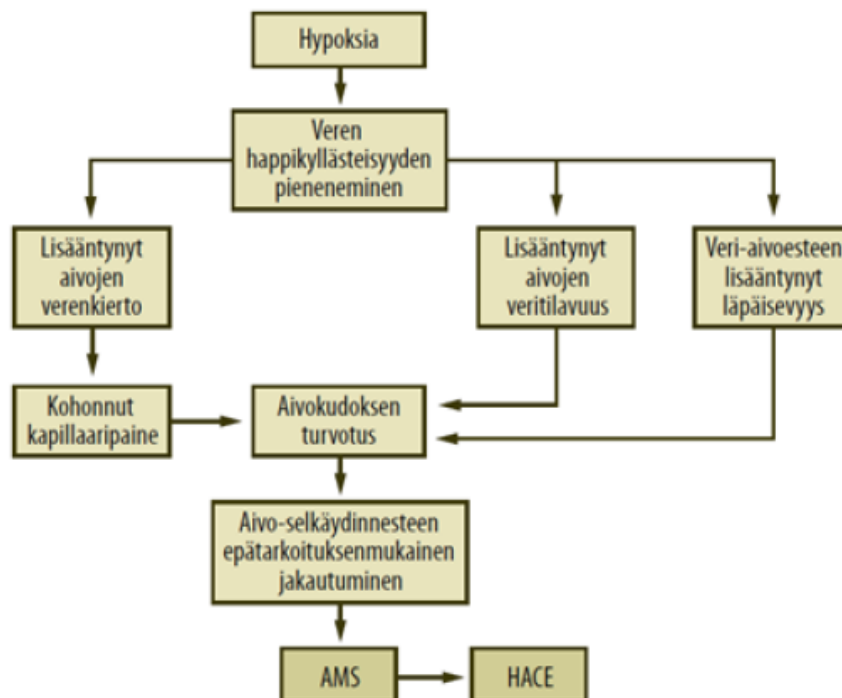 Hypoksia
Veren
happikyllästeisyyden
pieneneminen
Lisääntynyt
aivojen
verenkierto
Lisääntynyt
aivojen
veritilavuus
Veri-aivoesteen
lisääntynyt
läpäisevyys
Kohonnut
kapillaaripaine
Aivokudoksen
turvotus
Aivo-selkäydinnesteen
epätarkoituksenmukainen
jakautuminen
AMS
HACE